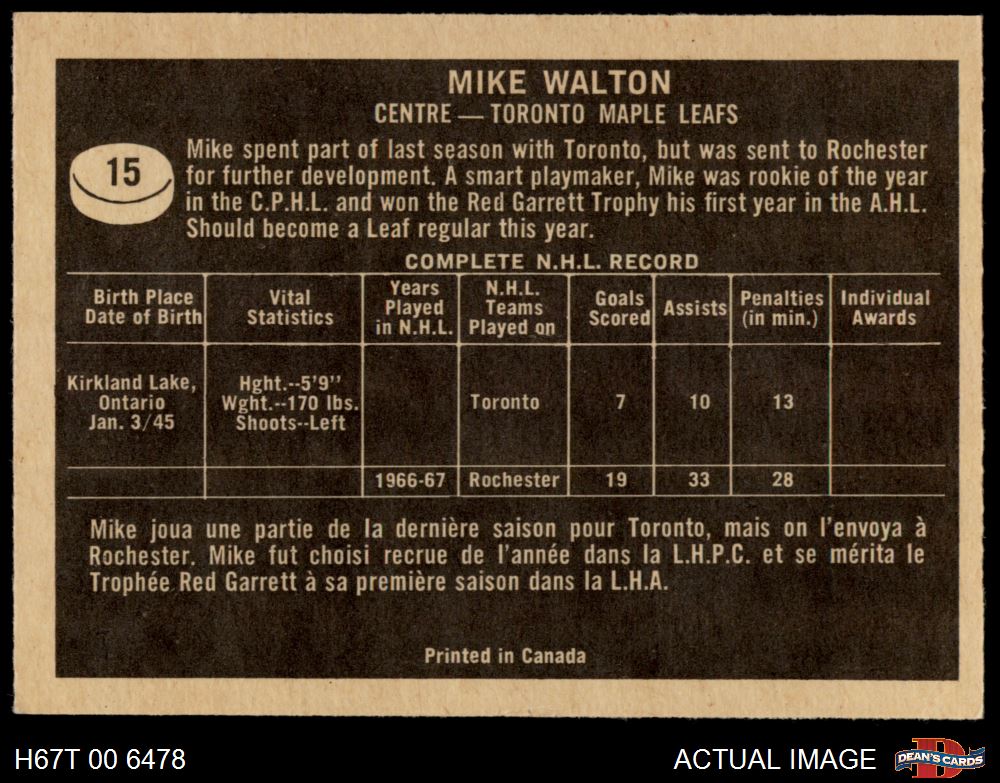 MIKE WALTON
CENTRE — TORONTO MAPLE LEAFS
15
Mike spent part of last season with Toronto, but was sent to Rochester
for further development. A smart playmaker, Mike was rookie of the year
in the C.P.H.L. and won the Red Garrett Trophy his first year in the A.H.L.
Should become a Leaf regular this year.
COMPLETE N.H.L. RECORD
Birth Place
Date of Birth
Vital
Statistics
Years
Played
in N.H.L.
N.H.L.
Teams
Played on
Goals
Scored
Assists
Penalties
(in min.)
Individual
Awards
Kirkland Lake,
Ontario
Jan. 3/45
Hght.--5'9''
Wght.--170 lbs.
Shoots--Left
Toronto 7 10 13
1966-67 Rochester 19 33 28
Mike joua une partie de la dernière saison pour Toronto, mais on l'envoya à
Rochester. Mike fut choisi recrue de l'année dans la L.H.P.C. et se mérita le
Trophée Red Garrett à sa première saison dans la L.H.A.
Printed in Canada
H67T 00 6478
ACTUAL IMAGE
D
DEAN'S CARDS